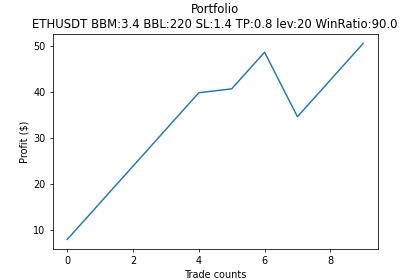 Portfolio
ETHUSDT BBM:3.4 BBL:220 SL:1.4 TP:0.8 lev:20 WinRatio:90.0
50
40
30
20
10
Profit ($)
0 2 4 6 8
Trade counts